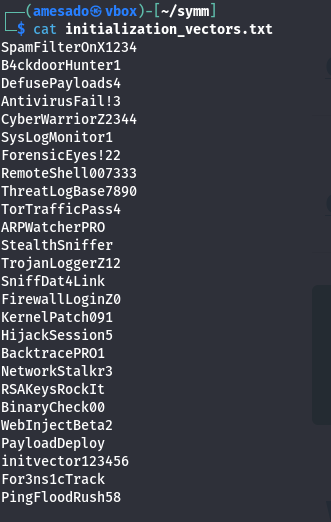 ┌──(amesado㉿vbox)-[~/symm]
└─$ cat initialization_vectors.txt
SpamFilterOnX1234
B4ckdoorHunter1
DefusePayloads4
AntivirusFail!3
CyberWarriorZ2344
SysLogMonitor1
ForensicEyes!22
RemoteShell007333
ThreatLogBase7890
TorTrafficPass4
ARPWatcherPRO
StealthSniffer
TrojanLoggerZ12
SniffDat4Link
FirewallLoginZ0
KernelPatch091
HijackSession5
BacktracePRO1
NetworkStalkr3
RSAKeysRockIt
BinaryCheck00
WebInjectBeta2
PayloadDeploy
initvector123456
For3ns1cTrack
PingFloodRush58